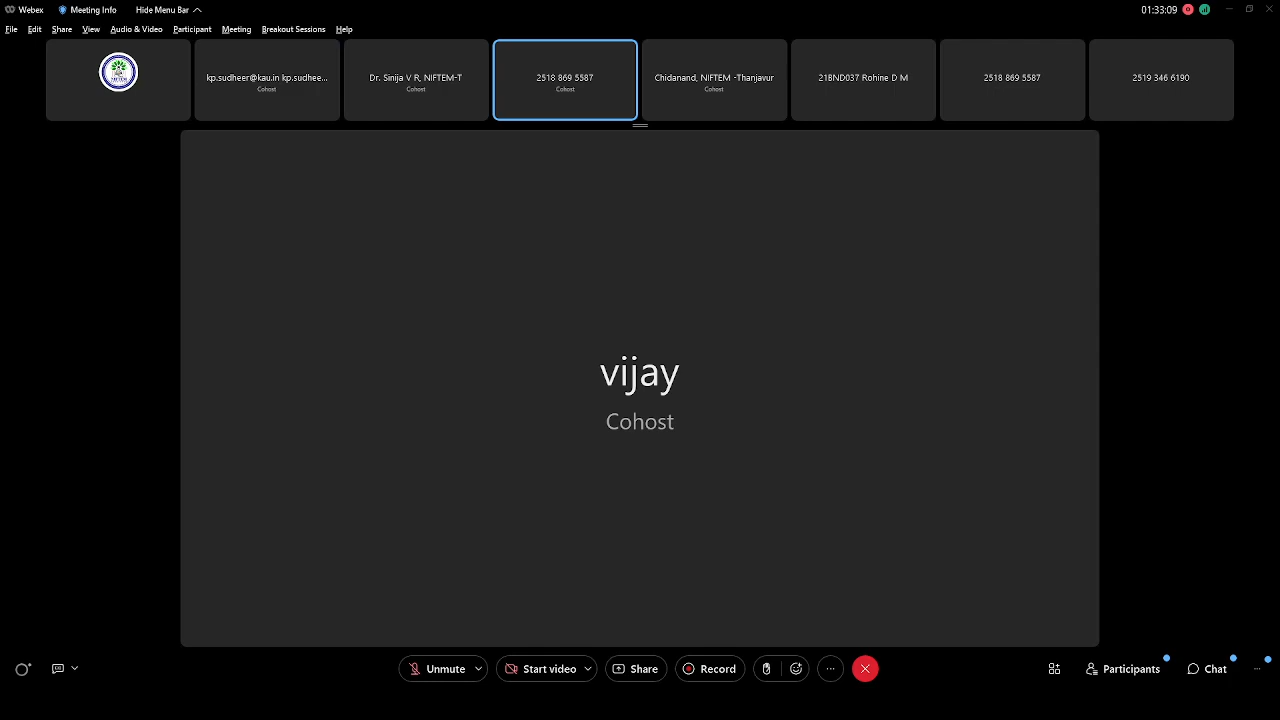 Webex Meeting Info Hide Menu Bar 01:33:09
File Edit Share View Audio & Video Participant Meeting Breakout Sessions Help
kp.sudheer@kau.in kp.sudhee...
Cohost
Dr. Sinija V R, NIFTEM-T
Cohost
2518 869 5587
Cohost
Chidanand, NIFTEM -Thanjavur
Cohost
21BND037 Rohine D M
2518 869 5587
2519 346 6190
vijay
Cohost
Unmute Start video Share Record Participants Chat